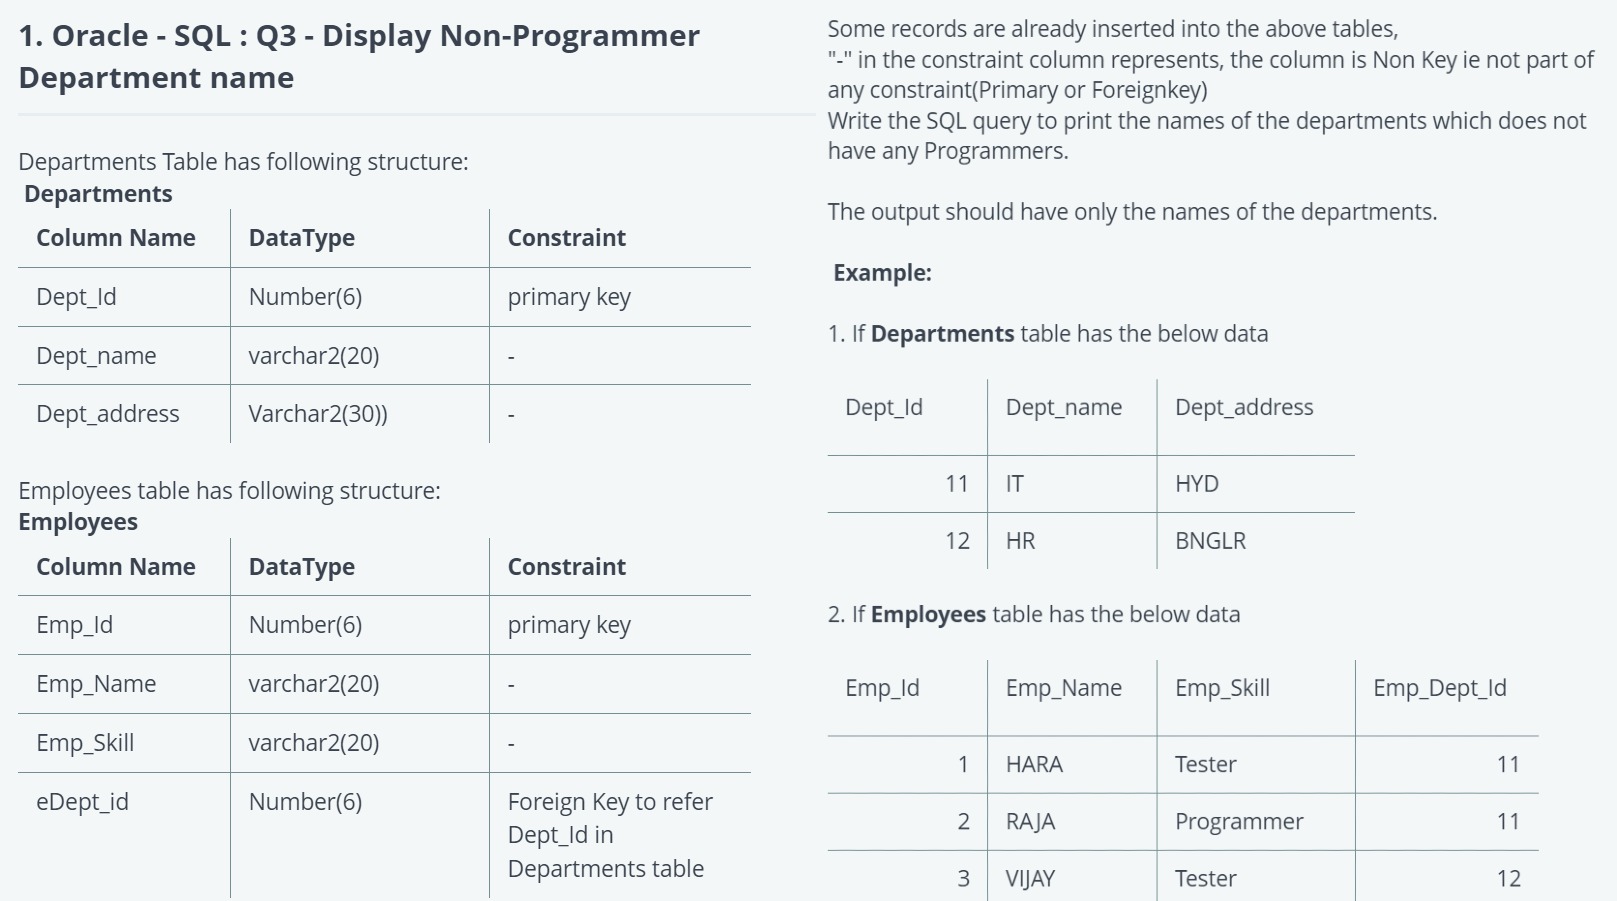 1. Oracle - SQL : Q3 - Display Non-Programmer
Department name
Departments Table has following structure:
Departments
Column Name DataType Constraint
Dept_Id Number(6) primary key
Dept_name varchar2(20) -
Dept_address Varchar2(30)) -
Employees table has following structure:
Employees
Column Name DataType Constraint
Emp_Id Number(6) primary key
Emp_Name varchar2(20) -
Emp_Skill varchar2(20) -
eDept_id Number(6) Foreign Key to refer
Dept_Id in
Departments table
Some records are already inserted into the above tables,
"-" in the constraint column represents, the column is Non Key ie not part of
any constraint(Primary or Foreignkey)
Write the SQL query to print the names of the departments which does not
have any Programmers.
The output should have only the names of the departments.
Example:
1. If Departments table has the below data
Dept_Id Dept_name Dept_address
11 IT HYD
12 HR BNGLR
2. If Employees table has the below data
Emp_Id Emp_Name Emp_Skill Emp_Dept_Id
1 HARA Tester 11
2 RAJA Programmer 11
3 VIJAY Tester 12